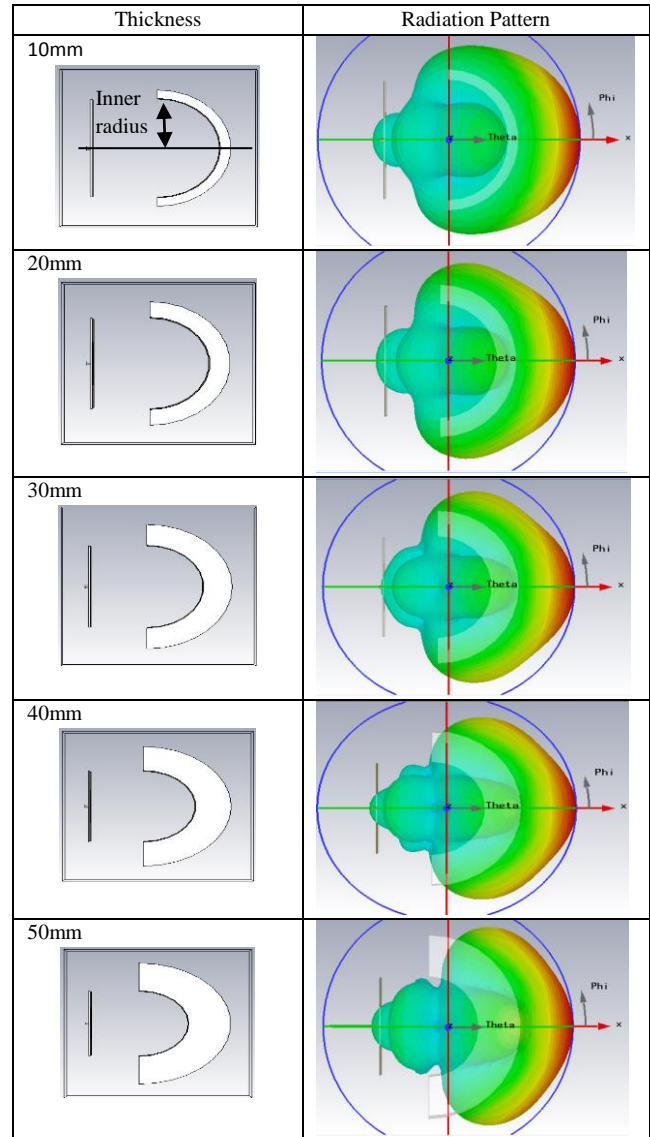 Thickness
Radiation Pattern
10mm
Inner
radius
Theta
Phi
x
20mm
Theta
Phi
x
30mm
Theta
Phi
x
40mm
Theta
Phi
x
50mm
Theta
Phi
x